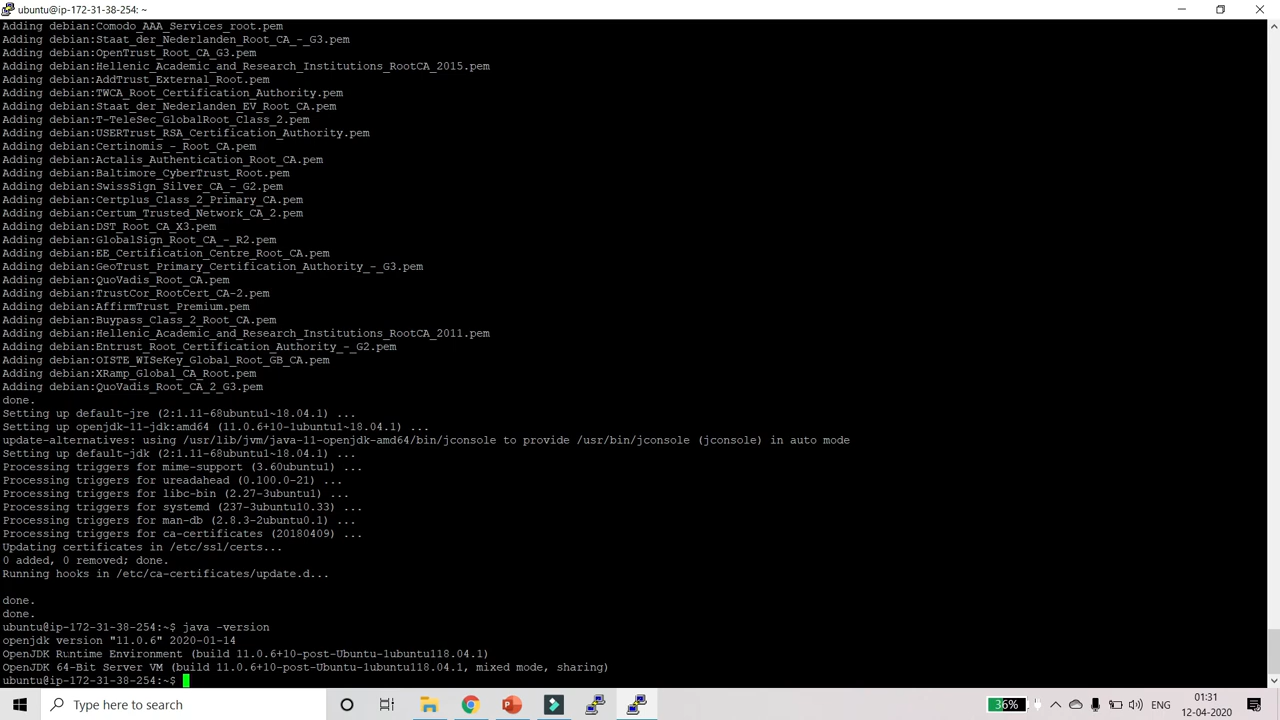 ubuntu@ip-172-31-38-254: ~
Adding debian:Comodo_AAA_Services_root.pem
Adding debian:Staat_der_Nederlanden_Root_CA_-_G3.pem
Adding debian:OpenTrust_Root_CA_G3.pem
Adding debian:Hellenic_Academic_and_Research_Institutions_RootCA_2015.pem
Adding debian:AddTrust_External_Root.pem
Adding debian:TWCA_Root_Certification_Authority.pem
Adding debian:Staat_der_Nederlanden_EV_Root_CA.pem
Adding debian:T-TeleSec_GlobalRoot_Class_2.pem
Adding debian:USERTrust_RSA_Certification_Authority.pem
Adding debian:Certinomis_-_Root_CA.pem
Adding debian:Actalis_Authentication_Root_CA.pem
Adding debian:Baltimore_CyberTrust_Root.pem
Adding debian:SwissSign_Silver_CA_-_G2.pem
Adding debian:Certplus_Class_2_Primary_CA.pem
Adding debian:Certum_Trusted_Network_CA_2.pem
Adding debian:DST_Root_CA_X3.pem
Adding debian:GlobalSign_Root_CA_-_R2.pem
Adding debian:EE_Certification_Centre_Root_CA.pem
Adding debian:GeoTrust_Primary_Certification_Authority_-_G3.pem
Adding debian:QuoVadis_Root_CA.pem
Adding debian:TrustCor_RootCert_CA-2.pem
Adding debian:AffirmTrust_Premium.pem
Adding debian:Buypass_Class_2_Root_CA.pem
Adding debian:Hellenic_Academic_and_Research_Institutions_RootCA_2011.pem
Adding debian:Entrust_Root_Certification_Authority_-_G2.pem
Adding debian:OISTE_WISeKey_Global_Root_GB_CA.pem
Adding debian:XRamp_Global_CA_Root.pem
Adding debian:QuoVadis_Root_CA_2_G3.pem
done.
Setting up default-jre (2:1.11-68ubuntu1~18.04.1) ...
Setting up openjdk-11-jdk:amd64 (11.0.6+10-1ubuntu1~18.04.1) ...
update-alternatives: using /usr/lib/jvm/java-11-openjdk-amd64/bin/jconsole to provide /usr/bin/jconsole (jconsole) in auto mode
Setting up default-jdk (2:1.11-68ubuntu1~18.04.1) ...
Processing triggers for mime-support (3.60ubuntu1) ...
Processing triggers for ureadahead (0.100.0-21) ...
Processing triggers for libc-bin (2.27-3ubuntu1) ...
Processing triggers for systemd (237-3ubuntu10.33) ...
Processing triggers for man-db (2.8.3-2ubuntu0.1) ...
Processing triggers for ca-certificates (20180409) ...
Updating certificates in /etc/ssl/certs...
0 added, 0 removed; done.
Running hooks in /etc/ca-certificates/update.d...
done.
done.
ubuntu@ip-172-31-38-254:~$ java -version
openjdk version "11.0.6" 2020-01-14
OpenJDK Runtime Environment (build 11.0.6+10-post-Ubuntu-1ubuntu118.04.1)
OpenJDK 64-Bit Server VM (build 11.0.6+10-post-Ubuntu-1ubuntu118.04.1, mixed mode, sharing)
ubuntu@ip-172-31-38-254:~$
Type here to search
36%
ENG
01:31
12-04-2020